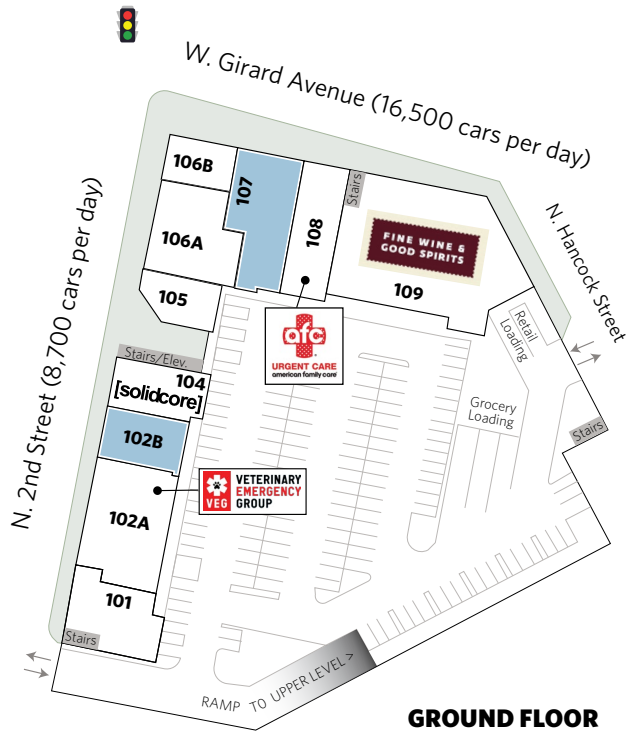 W. Girard Avenue (16,500 cars per day)
N. 2nd Street (8,700 cars per day)
N. Hancock Street
106B
107
108
Stairs
FINE WINE &
GOOD SPIRITS
109
106A
105
Retail
Loading
afc
URGENT CARE
american family care
Stairs/Elev.
104
[solidcore]
102B
Grocery
Loading
Stairs
VEG
VETERINARY
EMERGENCY
GROUP
102A
101
Stairs
RAMP TO UPPER LEVEL >
GROUND FLOOR